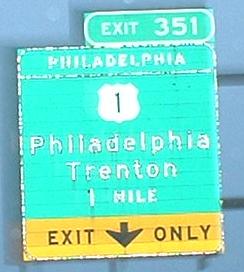 EXIT 351
PHILADELPHIA
1
Philadelphia
Trenton
1 MILE
EXIT ONLY